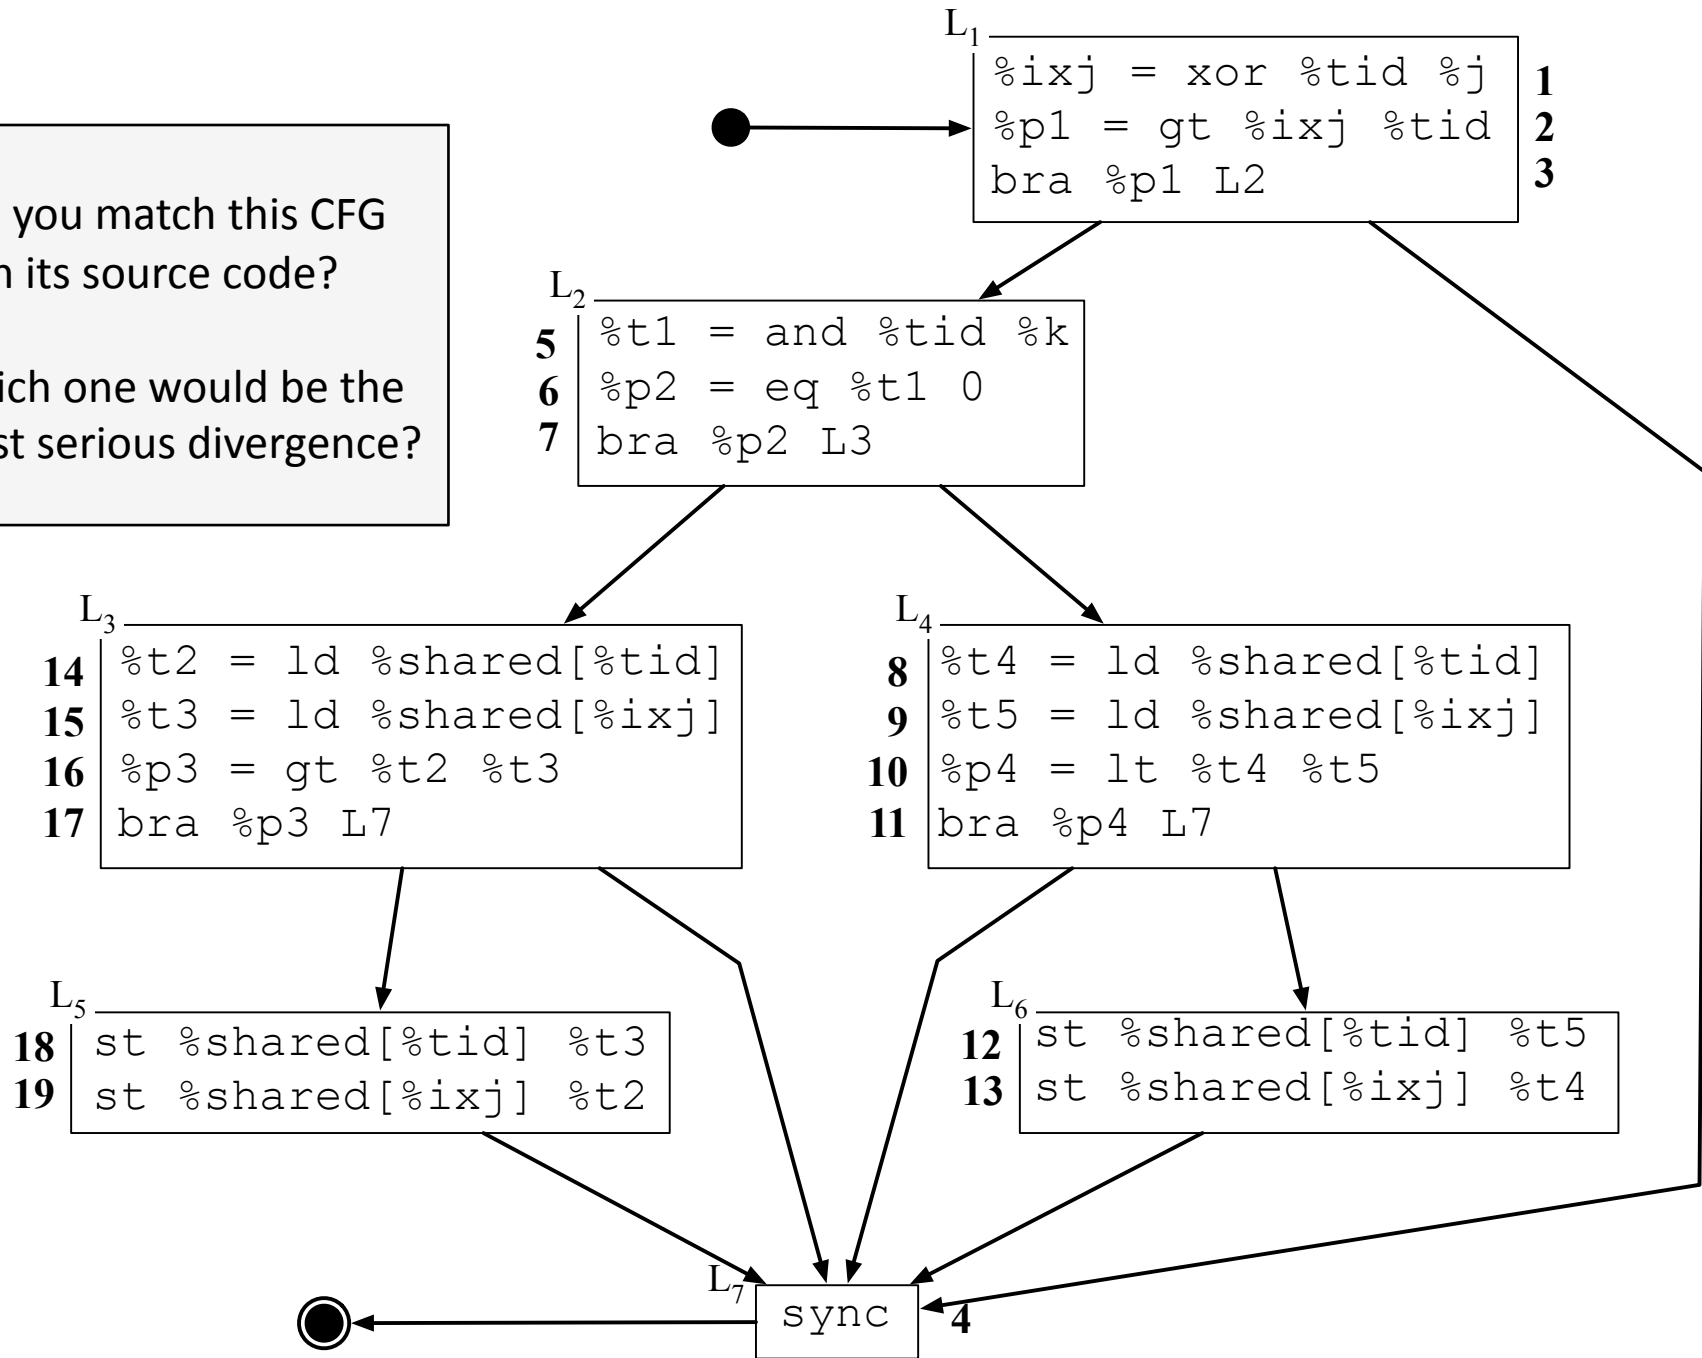 L1
%ixj = xor %tid %j 1
%p1 = gt %ixj %tid 2
bra %p1 L2 3
you match this CFG
its source code?
one would be the
serious divergence?
L2
5 %t1 = and %tid %k
6 %p2 = eq %t1 0
7 bra %p2 L3
L3
14 %t2 = ld %shared[%tid]
15 %t3 = ld %shared[%ixj]
16 %p3 = gt %t2 %t3
17 bra %p3 L7
L4
8 %t4 = ld %shared[%tid]
9 %t5 = ld %shared[%ixj]
10 %p4 = lt %t4 %t5
11 bra %p4 L7
L5
18 st %shared[%tid] %t3
19 st %shared[%ixj] %t2
L6
12 st %shared[%tid] %t5
13 st %shared[%ixj] %t4
L7
sync 4